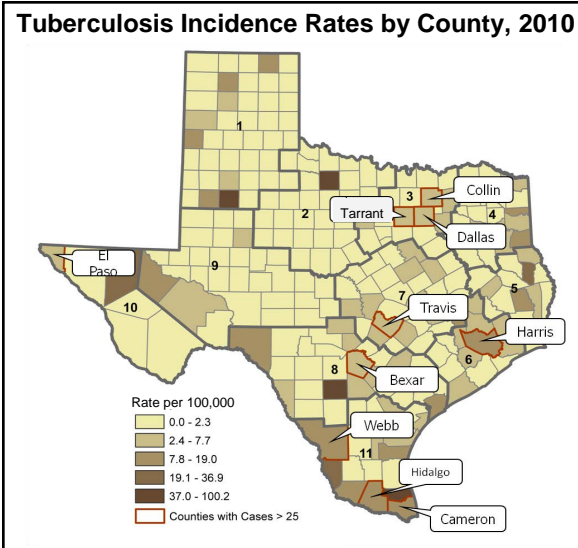 Tuberculosis Incidence Rates by County, 2010
1
Collin
3
2
Tarrant
4
Dallas
El
Paso
9
7
5
10
Travis
Harris
6
8
Bexar
Rate per 100,000
0.0 - 2.3
Webb
2.4 - 7.7
11
7.8 - 19.0
Hidalgo
19.1 - 36.9
37.0 - 100.2
Counties with Cases > 25
Cameron